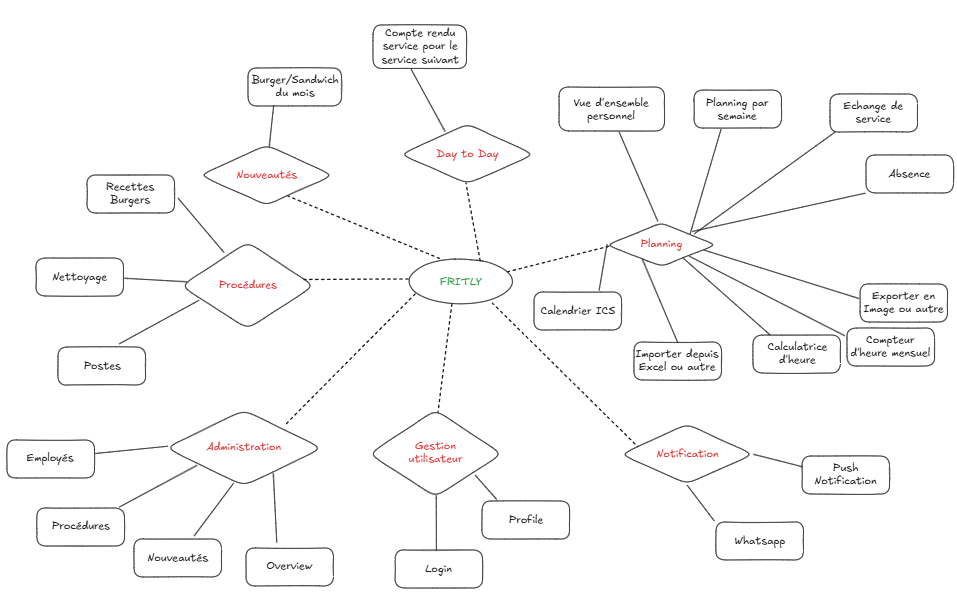 Compte rendu
service pour le
service suivant
Burger/Sandwich
du mois
Vue d'ensemble
personnel
Planning par
semaine
Echange de
service
Absence
Day to Day
Nouveautés
Recettes
Burgers
Planning
Nettoyage
Procédures
FRITLY
Calendrier ICS
Exporter en
Image ou autre
Importer depuis
Excel ou autre
Calculatrice
d'heure
Compteur
d'heure mensuel
Postes
Administration
Gestion
utilisateur
Notification
Employés
Push
Notification
Procédures
Profile
Nouveautés
Whatsapp
Overview
Login